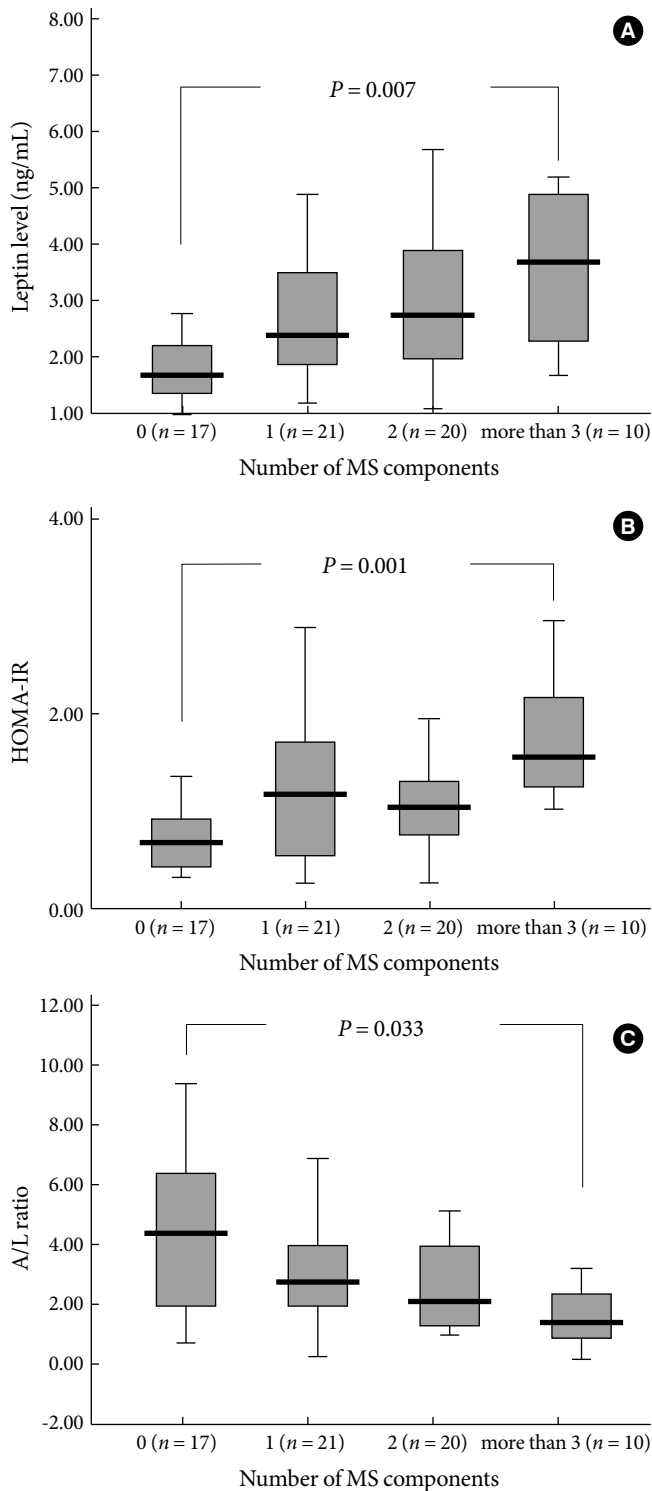 8.00
A
7.00
P = 0.007
6.00
5.00
4.00
3.00
2.00
1.00
Leptin level (ng/mL)
0 (n = 17) 1 (n = 21) 2 (n = 20) more than 3 (n = 10)
Number of MS components
4.00
B
P = 0.001
2.00
0.00
HOMA-IR
0 (n = 17) 1 (n = 21) 2 (n = 20) more than 3 (n = 10)
Number of MS components
12.00
P = 0.033
C
10.00
8.00
6.00
4.00
2.00
0.00
-2.00
A/L ratio
0 (n = 17) 1 (n = 21) 2 (n = 20) more than 3 (n = 10)
Number of MS components